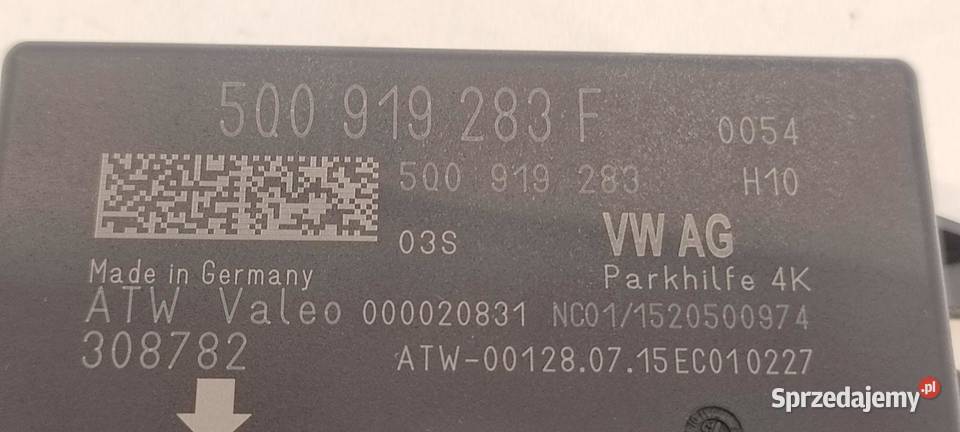 5Q0 919 283 F 0054
5Q0 919 283 H10
03S VW AG
Made in Germany Parkhilfe 4K
ATW Valeo 000020831 NC01/1520500974
308782 ATW-00128.07.15EC010227
Sprzedajemy.pl